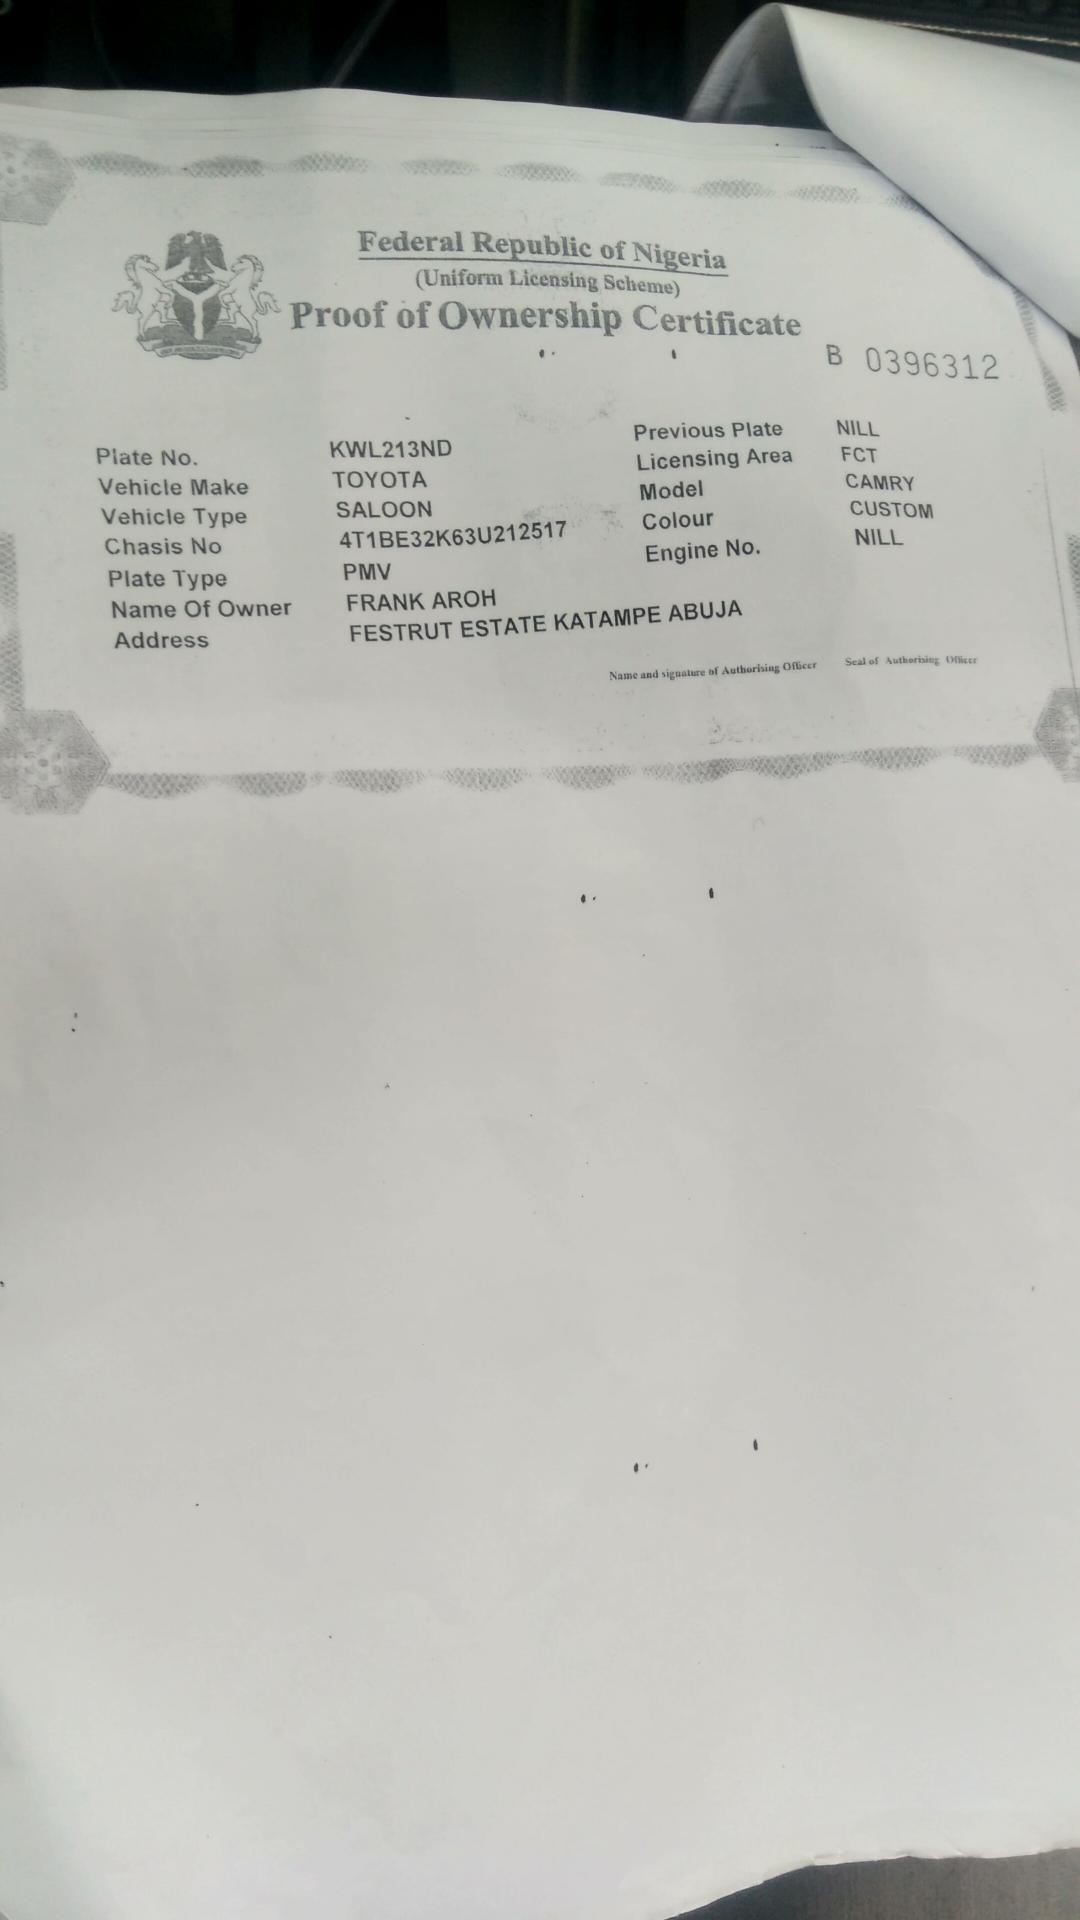 Federal Republic of Nigeria
(Uniform Licensing Scheme)
Proof of Ownership Certificate
B 0396312
Plate No. KWL213ND Previous Plate NILL
Vehicle Make TOYOTA Licensing Area FCT
Vehicle Type SALOON Model CAMRY
Chasis No 4T1BE32K63U212517 Colour CUSTOM
Plate Type PMV Engine No. NILL
Name Of Owner FRANK AROH
Address FESTRUT ESTATE KATAMPE ABUJA
Name and signature of Authorising Officer Seal of Authorising Officer